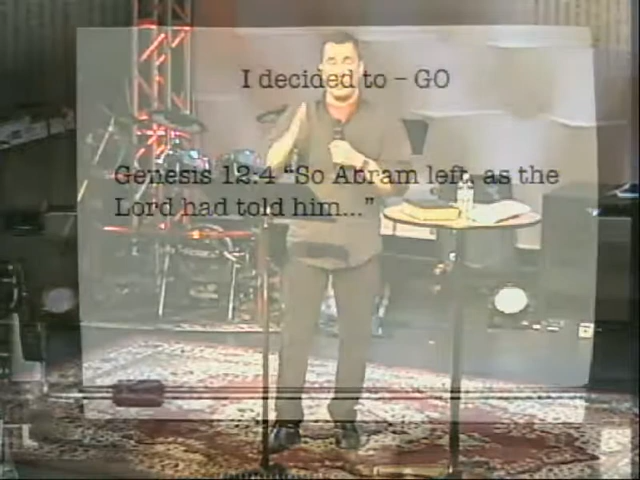 I decided to – GO
Genesis 12:4 “So Abram left, as the
Lord had told him...”